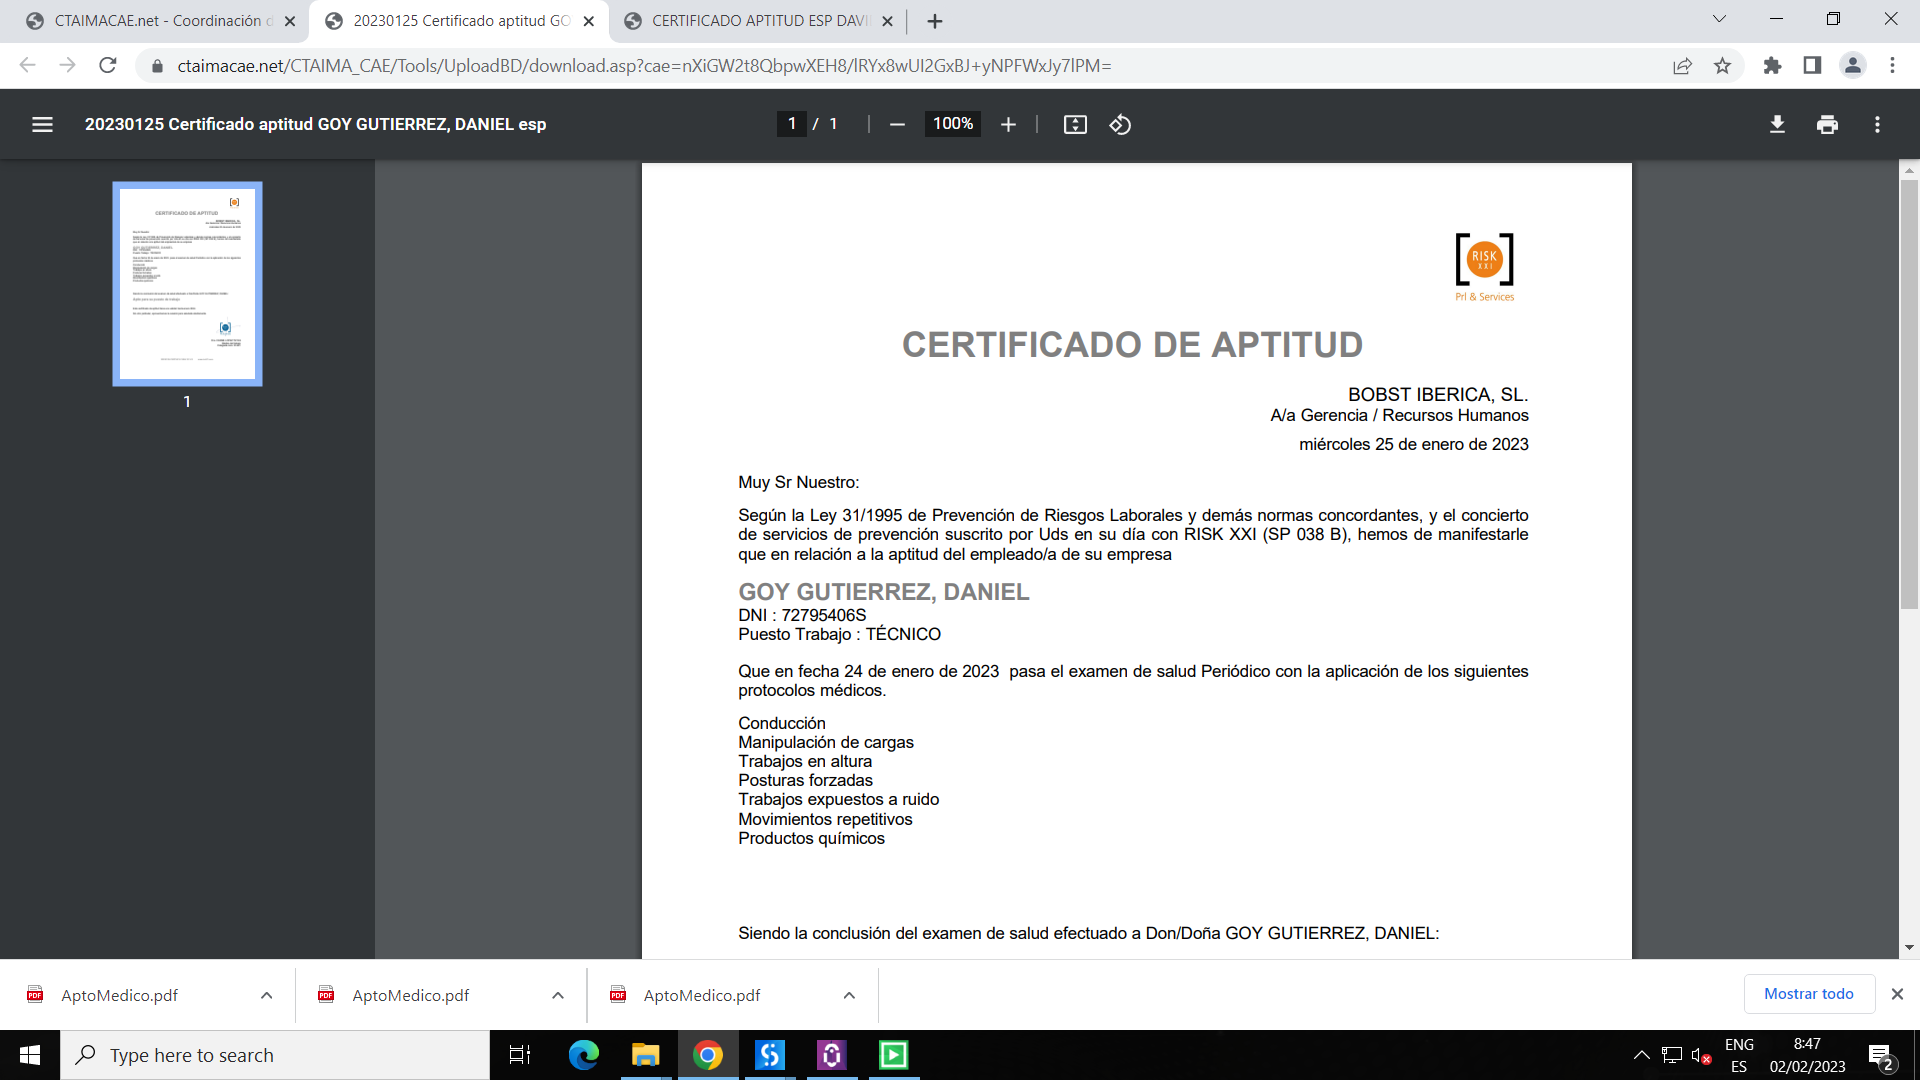 CTAIMACAE.net - Coordinación d
20230125 Certificado aptitud GO
CERTIFICADO APTITUD ESP DAVI
ctaimacae.net/CTAIMA_CAE/Tools/UploadBD/download.asp?cae=nXiGW2t8QbpwXEH8/lRYx8wUI2GxBJ+yNPFWxJy7lPM=
20230125 Certificado aptitud GOY GUTIERREZ, DANIEL esp
1 / 1
100%
1
RISK
XXI
Prl & Services
CERTIFICADO DE APTITUD
BOBST IBERICA, SL.
A/a Gerencia / Recursos Humanos
miércoles 25 de enero de 2023
Muy Sr Nuestro:
Según la Ley 31/1995 de Prevención de Riesgos Laborales y demás normas concordantes, y el concierto
de servicios de prevención suscrito por Uds en su día con RISK XXI (SP 038 B), hemos de manifestarle
que en relación a la aptitud del empleado/a de su empresa
GOY GUTIERREZ, DANIEL
DNI : 72795406S
Puesto Trabajo : TÉCNICO
Que en fecha 24 de enero de 2023 pasa el examen de salud Periódico con la aplicación de los siguientes
protocolos médicos.
Conducción
Manipulación de cargas
Trabajos en altura
Posturas forzadas
Trabajos expuestos a ruido
Movimientos repetitivos
Productos químicos
Siendo la conclusión del examen de salud efectuado a Don/Doña GOY GUTIERREZ, DANIEL:
AptoMedico.pdf
AptoMedico.pdf
AptoMedico.pdf
Mostrar todo
Type here to search
ENG
ES
8:47
02/02/2023
2